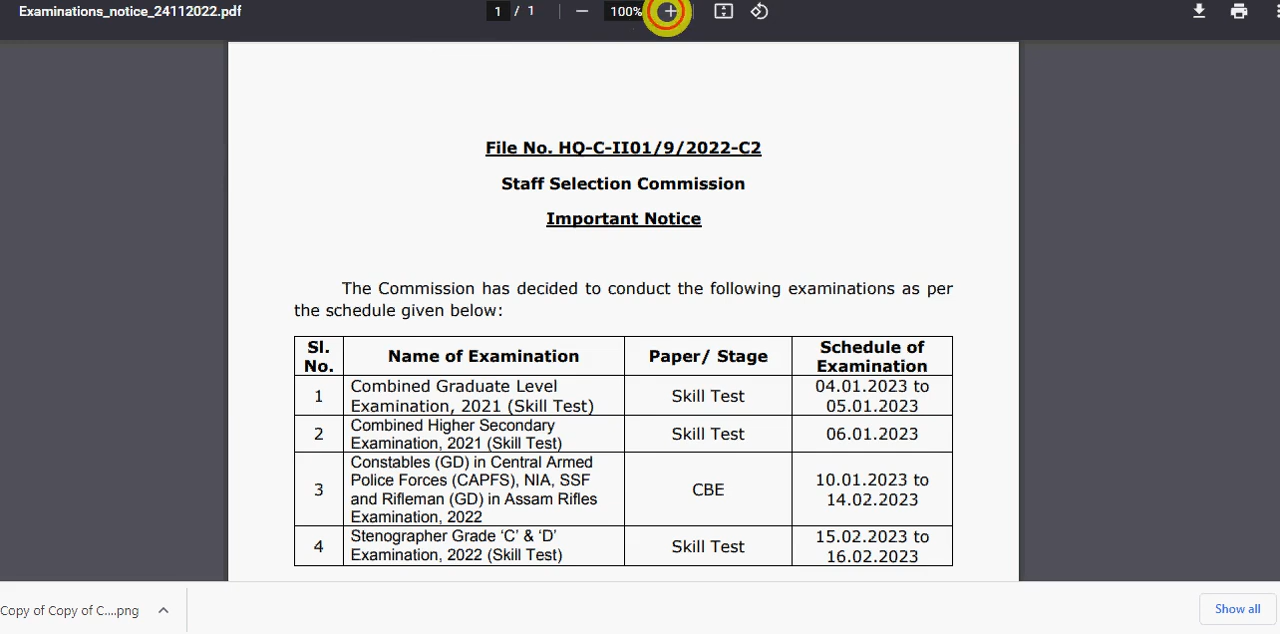 Examinations_notice_24112022.pdf
1 / 1
100%
File No. HQ-C-II01/9/2022-C2
Staff Selection Commission
Important Notice
The Commission has decided to conduct the following examinations as per
the schedule given below:
Sl. No. Name of Examination Paper/ Stage Schedule of Examination
1 Combined Graduate Level Examination, 2021 (Skill Test) Skill Test 04.01.2023 to 05.01.2023
2 Combined Higher Secondary Examination, 2021 (Skill Test) Skill Test 06.01.2023
3 Constables (GD) in Central Armed Police Forces (CAPFS), NIA, SSF and Rifleman (GD) in Assam Rifles Examination, 2022 CBE 10.01.2023 to 14.02.2023
4 Stenographer Grade ‘C’ & ‘D’ Examination, 2022 (Skill Test) Skill Test 15.02.2023 to 16.02.2023
Copy of Copy of C....png
Show all